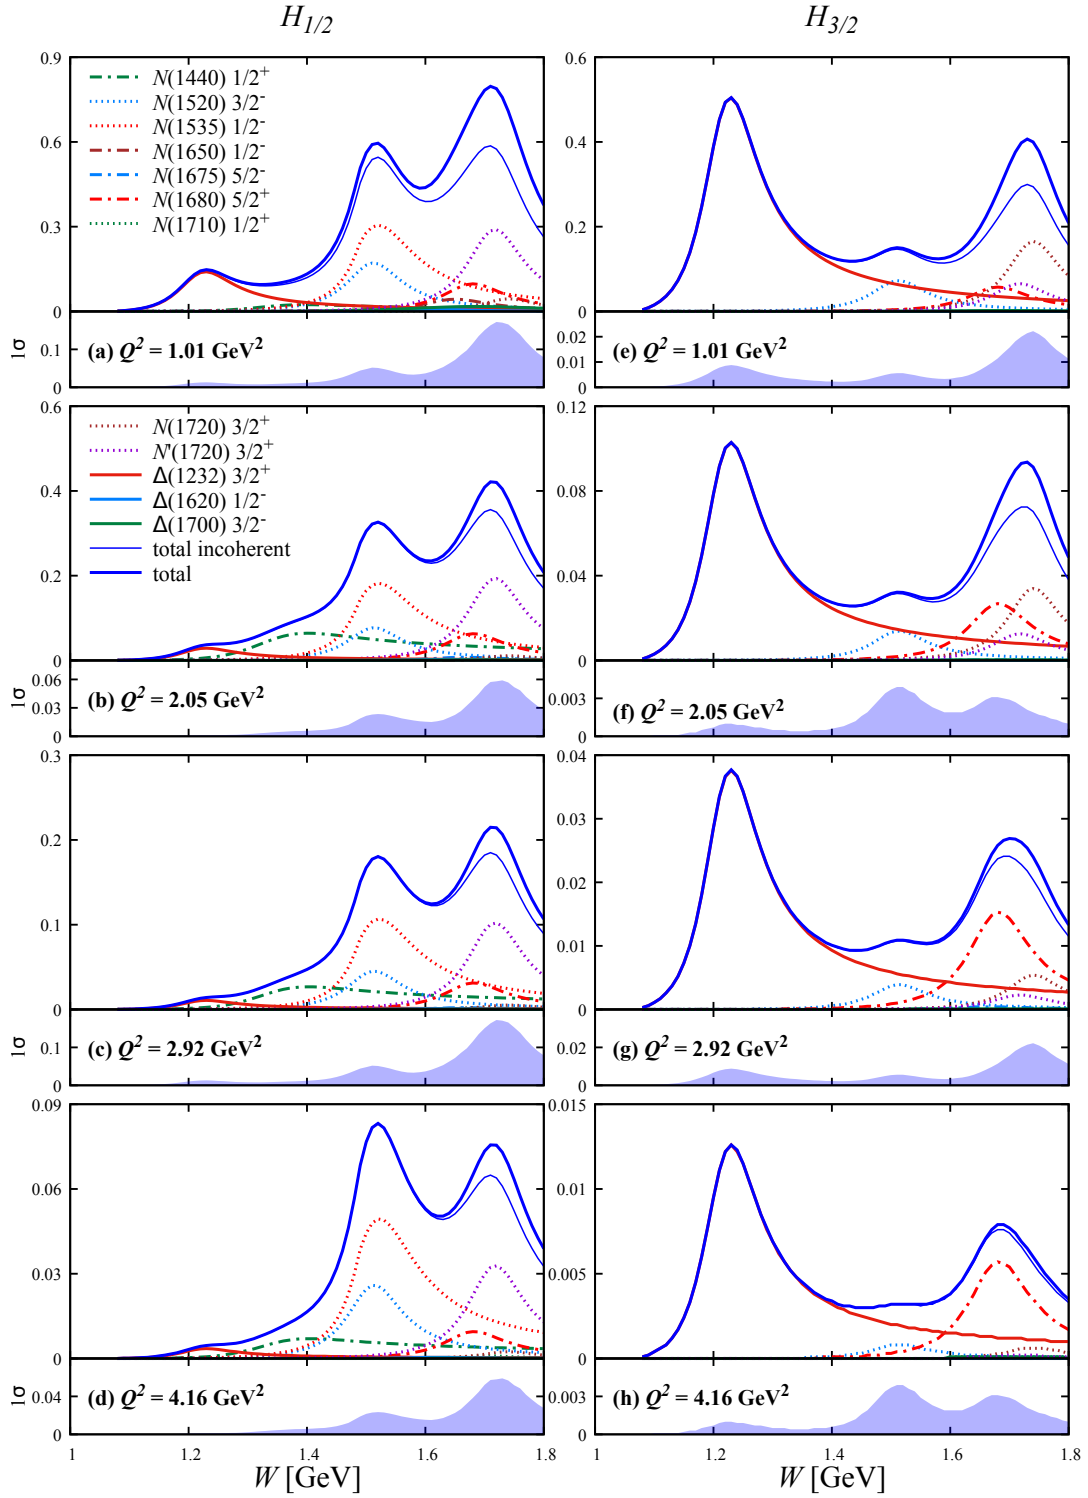 H1/2
H3/2
0.9
0.6
0.3
0
N(1440) 1/2+
N(1520) 3/2-
N(1535) 1/2-
N(1650) 1/2-
N(1675) 5/2-
N(1680) 5/2+
N(1710) 1/2+
0.6
0.4
0.2
0
1σ
0.1
0
(a) Q2 = 1.01 GeV2
0.02
0.01
0
(e) Q2 = 1.01 GeV2
0.6
0.4
0.2
0
N(1720) 3/2+
N'(1720) 3/2+
Δ(1232) 3/2+
Δ(1620) 1/2-
Δ(1700) 3/2-
total incoherent
total
0.12
0.08
0.04
0
1σ
0.06
0.03
0
(b) Q2 = 2.05 GeV2
0.003
0
(f) Q2 = 2.05 GeV2
0.3
0.2
0.1
0
0.04
0.03
0.02
0.01
0
1σ
0.1
0
(c) Q2 = 2.92 GeV2
0.02
0
(g) Q2 = 2.92 GeV2
0.09
0.06
0.03
0
0.015
0.01
0.005
0
1σ
0.04
0
(d) Q2 = 4.16 GeV2
0.003
0
(h) Q2 = 4.16 GeV2
1 1.2 1.4 1.6 1.8
1 1.2 1.4 1.6 1.8
W [GeV]
W [GeV]